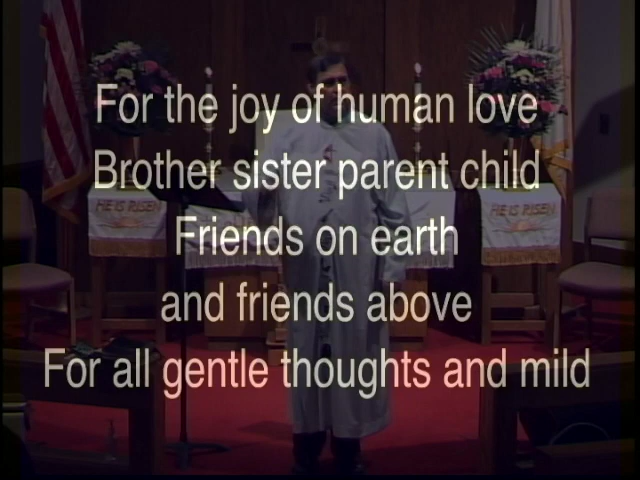 For the joy of human love
Brother sister parent child
Friends on earth
and friends above
For all gentle thoughts and mild
HE IS RISEN
HE IS RISEN